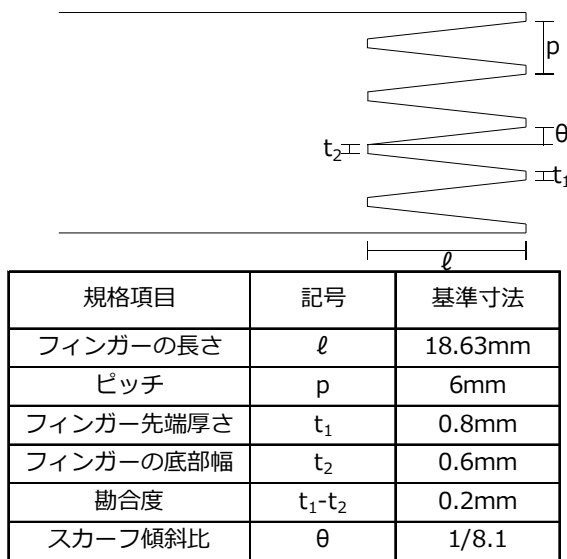 p
θ
t₂
t₁
ℓ
規格項目 記号 基準寸法
フィンガーの長さ ℓ 18.63mm
ピッチ p 6mm
フィンガー先端厚さ t₁ 0.8mm
フィンガーの底部幅 t₂ 0.6mm
勘合度 t₁-t₂ 0.2mm
スカーフ傾斜比 θ 1/8.1